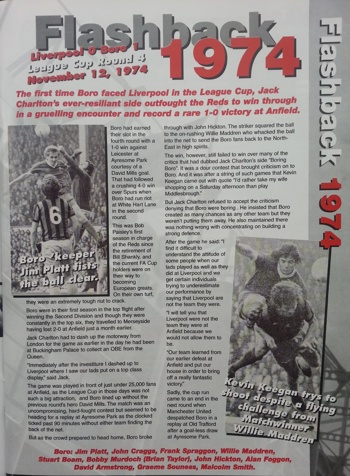 Flashback
1974
Liverpool 0 Boro 1
League Cup Round 4
November 12, 1974
The first time Boro faced Liverpool in the League Cup, Jack
Charlton's ever-resiliant side outfought the Reds to win through
in a gruelling encounter and record a rare 1-0 victory at Anfield.
Boro had earned
their slot in the
fourth round with a
1-0 win against
Leicester at
Ayresome Park
courtesy of a
David Mills goal.
That had followed
a crushing 4-0 win
over Spurs when
Boro had run riot
at White Hart Lane
in the second
round.
This was Bob
Paisley's first
season in charge
of the Reds since
the retirement of
Bill Shankly, and
the current FA Cup
holders were on
their way to
becoming
European greats.
On their own turf,
they were an extremely tough nut to crack.
Boro were in their first season in the top flight after
winning the Second Division and though they were
constantly in the top six, they travelled to Merseyside
having lost 2-0 at Anfield just a month earlier.
Jack Charlton had to dash up the motorway from
London for the game as earlier in the day he had been
at Buckingham Palace to collect an OBE from the
Queen.
"Immediately after the investiture I dashed up to
Liverpool where I saw our lads put on a top class
display," said Jack.
The game was played in front of just under 25,000 fans
at Anfield, as the League Cup in those days was not
such a big attraction, and Boro lined up without the
previous round's hero David Mills. The match was an
uncompromising, hard-fought contest but seemed to be
heading for a replay at Ayresome Park as the clocked
ticked past 90 minutes without either team finding the
back of the net.
But as the crowd prepared to head home, Boro broke
through with John Hickton. The striker squared the ball
to the on rushing Willie Maddren who whacked the ball
into the net to send the Boro fans back to the North-
East in high spirits.
The win, however, still failed to win over many of the
critics that had dubbed Jack Charlton's side "Boring
Boro". It was a dour contest that brought criticism on to
Boro. And it was after a string of such games that Kevin
Keegan came out with quote "I'd rather take my wife
shopping on a Saturday afternoon than play
Middlesbrough."
But Jack Charlton refused to accept the criticism
denying that Boro were boring. He insisted that Boro
created as many chances as any other team but they
weren't putting them away. He also maintained there
was nothing wrong with concentrating on building a
strong defence.
After the game he said: "I
find it difficult to
understand the attitude of
some people when our
lads played as well as they
did at Liverpool and we
get certain individuals
trying to underestimate
our performance by
saying that Liverpool are
not the team they were.
"I will tell you that
Liverpool were not the
team they were at
Anfield because we
would not allow them to
be.
"Our team learned from
our earlier defeat at
Anfield and put our
house in order to bring
off a really fantastic
victory."
Sadly, the cup run
came to an end in the
next round when
Manchester United
despatched Boro in a
replay at Old Trafford
after a goal-less draw
at Ayresome Park.
Boro 'keeper
Jim Platt fists
the ball clear.
Kevin Keegan trys to
shoot despite a flying
challenge from
matchwinner
Willie Maddren
Boro: Jim Platt, John Craggs, Frank Spraggon, Willie Maddren,
Stuart Boam, Bobby Murdoch (Brian Taylor), John Hickton, Alan Foggon,
David Armstrong, Graeme Souness, Malcolm Smith.
Flashback 1974